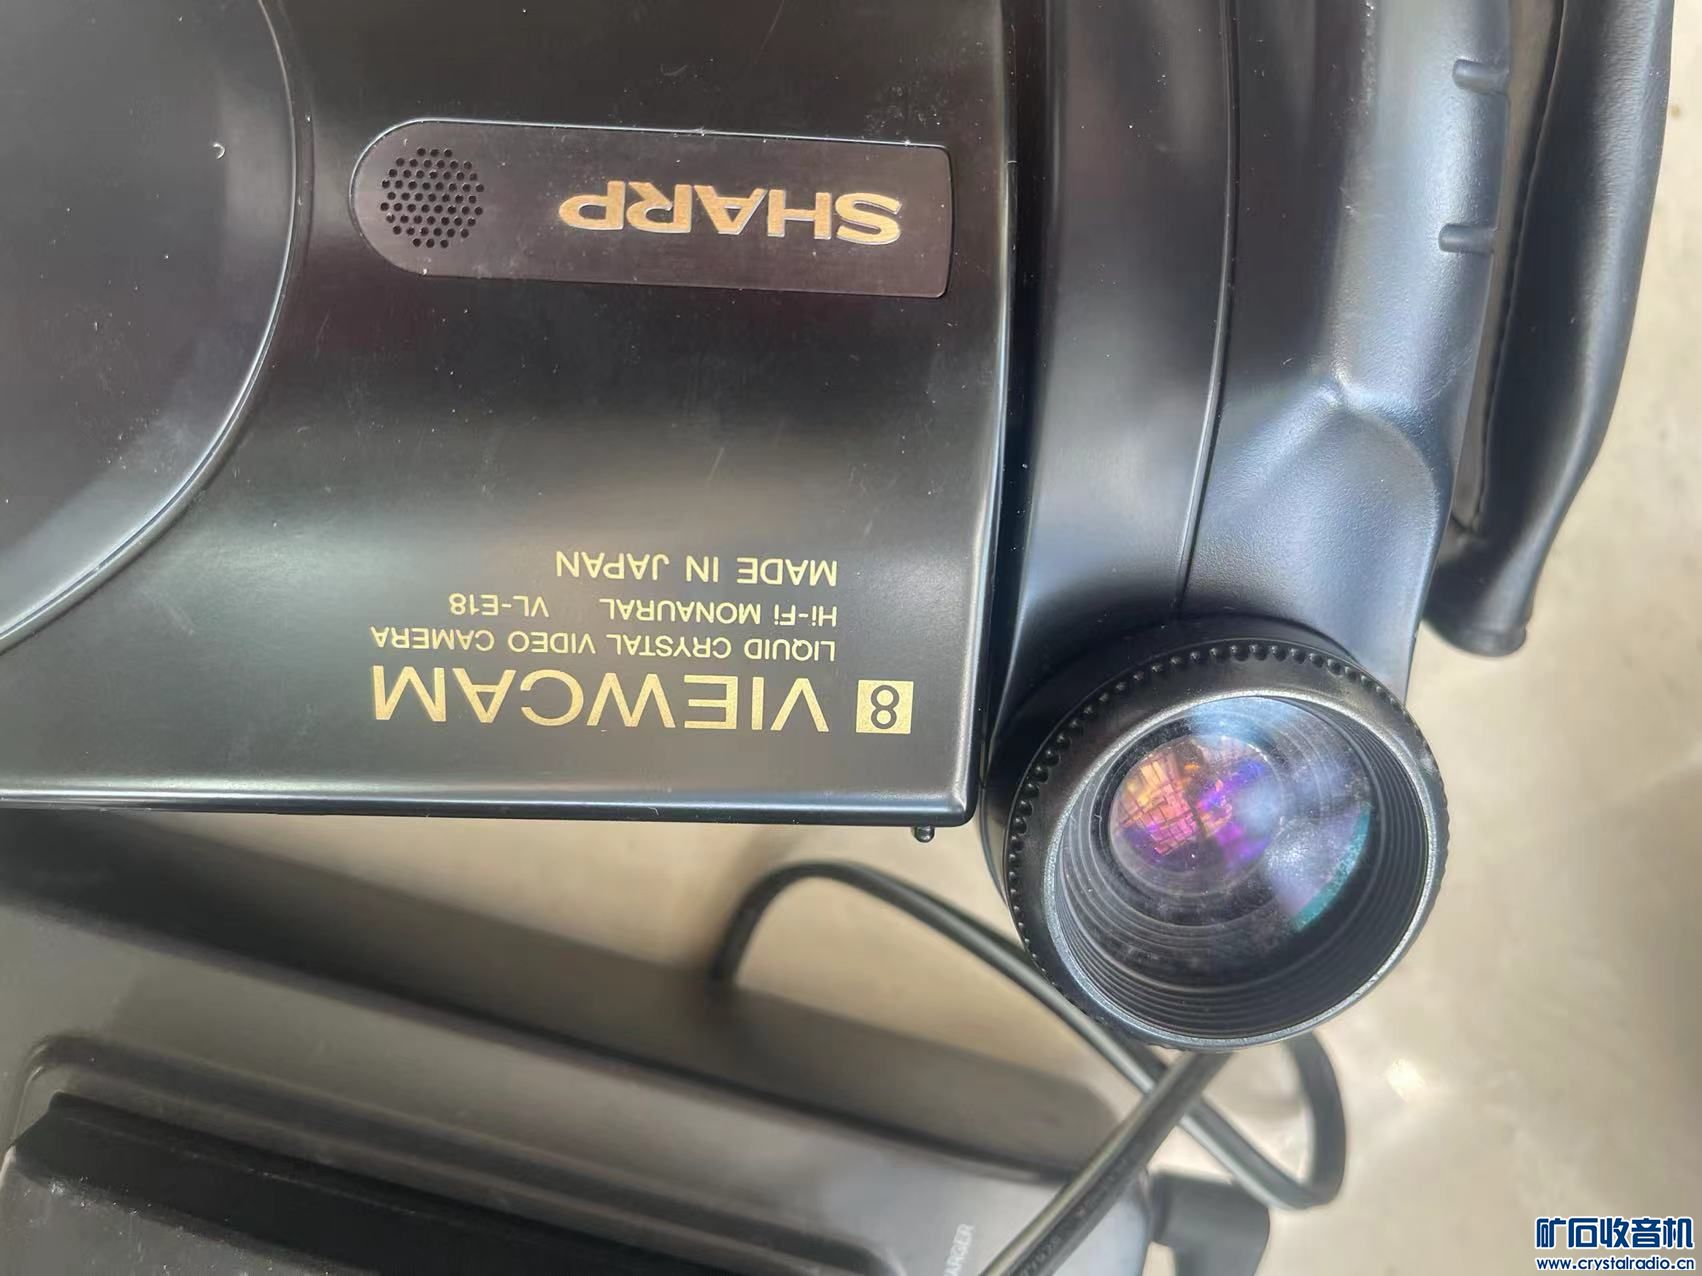 SHARP
8 VIEWCAM
LIQUID CRYSTAL VIDEO CAMERA
Hi-Fi MONAURAL VL-E18
MADE IN JAPAN
矿石收音机
www.crystalradio.cn